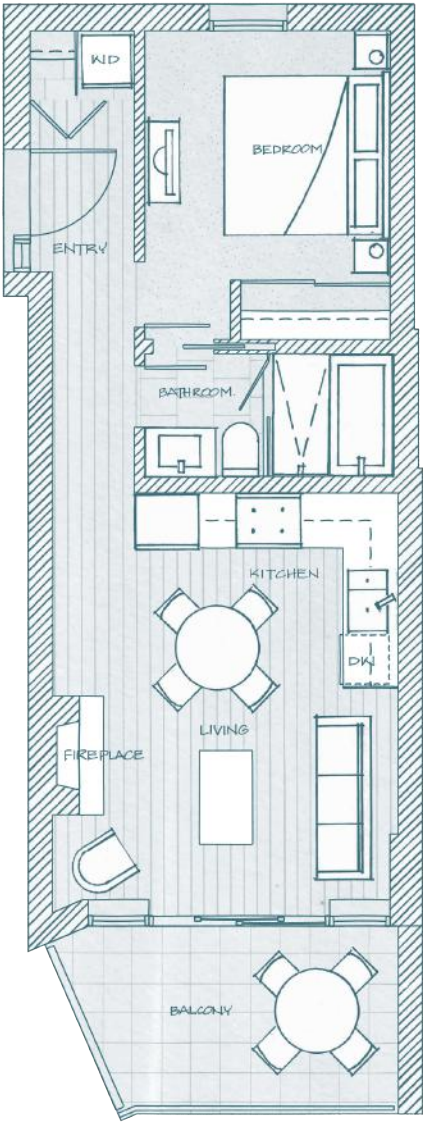 W/D
BEDROOM
ENTRY
BATHROOM
KITCHEN
DW
LIVING
FIREPLACE
BALCONY